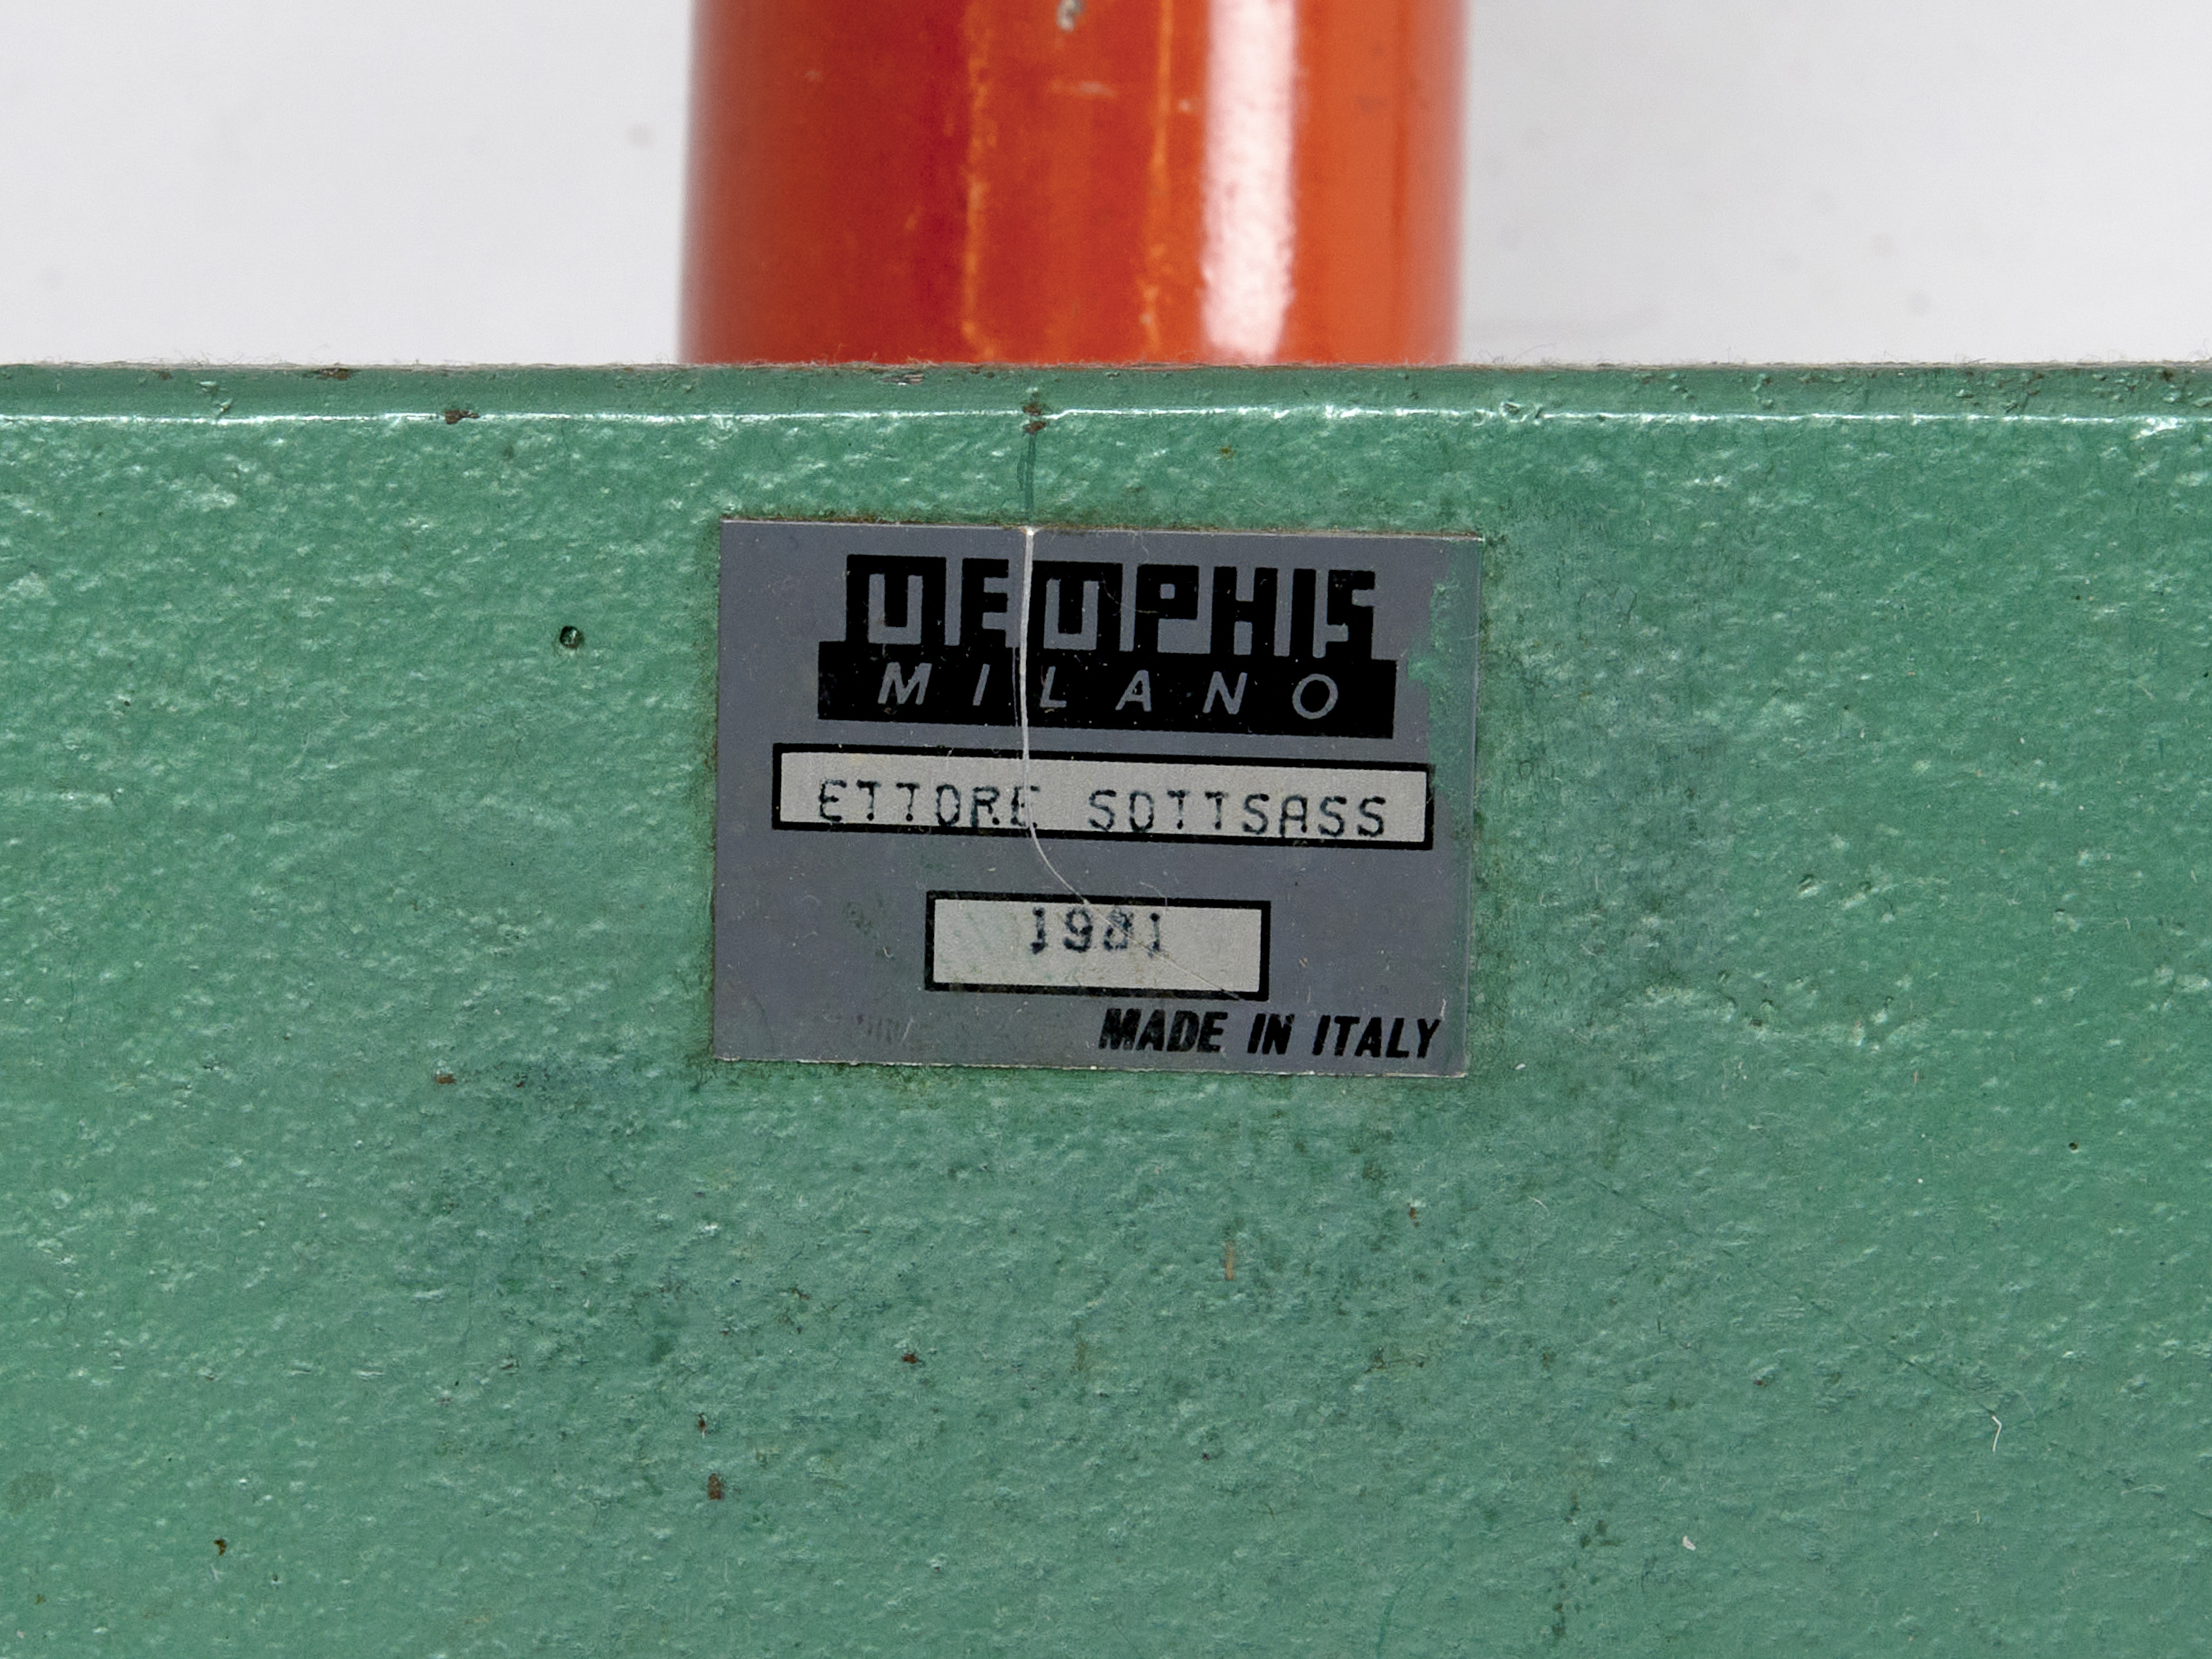 MEMPHIS
MILANO
ETTORE SOTTSASS
1981
MADE IN ITALY